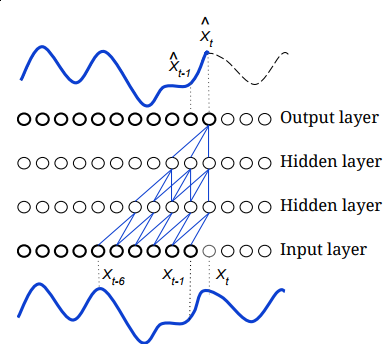 X̂t
X̂t-1
Output layer
Hidden layer
Hidden layer
Input layer
Xt-6 Xt-1 Xt